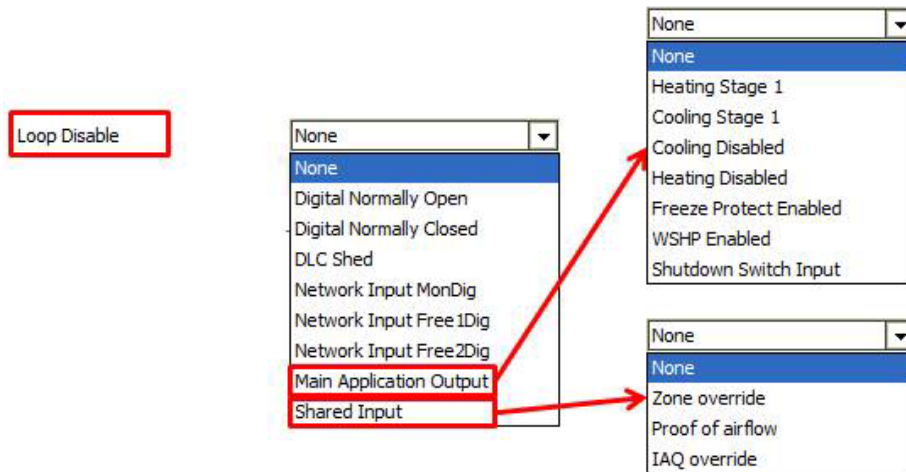 Loop Disable
None
None
Digital Normally Open
Digital Normally Closed
DLC Shed
Network Input MonDig
Network Input Free1Dig
Network Input Free2Dig
Main Application Output
Shared Input
None
None
Heating Stage 1
Cooling Stage 1
Cooling Disabled
Heating Disabled
Freeze Protect Enabled
WSHP Enabled
Shutdown Switch Input
None
None
Zone override
Proof of airflow
IAQ override